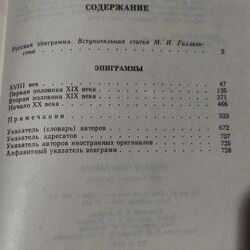 СОДЕРЖАНИЕ
Русская эпиграмма. Вступительная статья М. И. Гиллель-
сона 5
ЭПИГРАММЫ
XVIII век 47
Первая половина XIX века 135
Вторая половина XIX века 371
Начало XX века 466
Примечания 533
Указатель (словарь) авторов 672
Указатель адресатов 707
Указатель авторов иностранных оригиналов 725
Алфавитный указатель эпиграмм 728